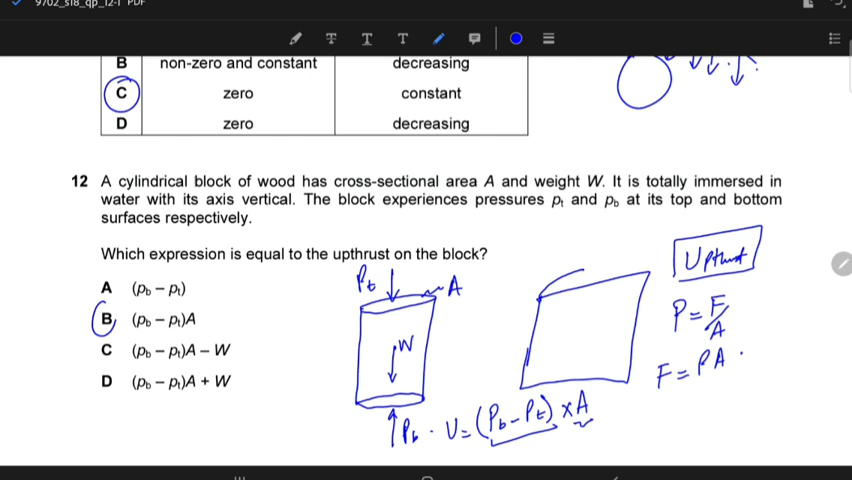 9702_s18_qp_12-1 PDF
B non-zero and constant decreasing
C zero constant
D zero decreasing
12 A cylindrical block of wood has cross-sectional area A and weight W. It is totally immersed in
water with its axis vertical. The block experiences pressures pt and pb at its top and bottom
surfaces respectively.
Which expression is equal to the upthrust on the block?
A (pb – pt)
B (pb – pt)A
C (pb – pt)A – W
D (pb – pt)A + W
Pt
A
W
Pb
U = (Pb - Pt) x A
Upthrust
P = F/A
F = PA